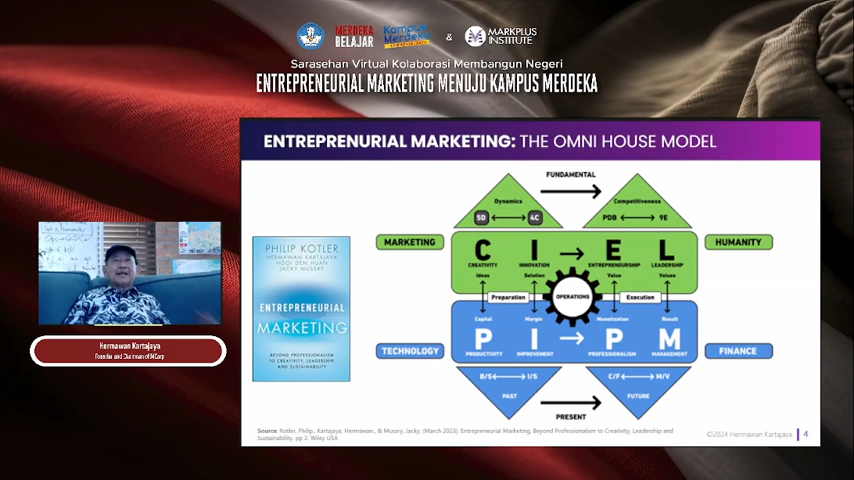 MERDEKA
BELAJAR
Kampus
Merdeka
&
MARKPLUS
INSTITUTE
Sarasehan Virtual Kolaborasi Membangun Negeri
ENTREPRENEURIAL MARKETING MENUJU KAMPUS MERDEKA
ENTREPRENURIAL MARKETING: THE OMNI HOUSE MODEL
FUNDAMENTAL
Dynamics
5D
4C
Competitiveness
PDB
9E
MARKETING
HUMANITY
C I E L
CREATIVITY INNOVATION ENTREPRENEURSHIP LEADERSHIP
Ideas Solution Value Values
Preparation
OPERATIONS
Execution
Capital Margin Monetization Result
P I P M
PRODUCTIVITY IMPROVEMENT PROFESSIONALISM MANAGEMENT
TECHNOLOGY
FINANCE
B/S I/S
C/F M/V
PAST
FUTURE
PRESENT
PHILIP KOTLER
HERMAWAN KARTAJAYA
HOOI DEN HUAN
JACKY MUSSRY
ENTREPRENEURIAL
MARKETING
BEYOND PROFESSIONALISM
TO CREATIVITY, LEADERSHIP,
AND SUSTAINABILITY
Hermawan Kartajaya
Founder and Chairman of MCorp
Source: Kotler, Philip., Kartajaya, Hermawan., & Mussry, Jacky. (March 2023). Entrepreneurial Marketing, Beyond Professionalism to Creativity, Leadership and
Sustainability. pp 2. Wiley USA
©2024 Hermawan Kartajaya
4